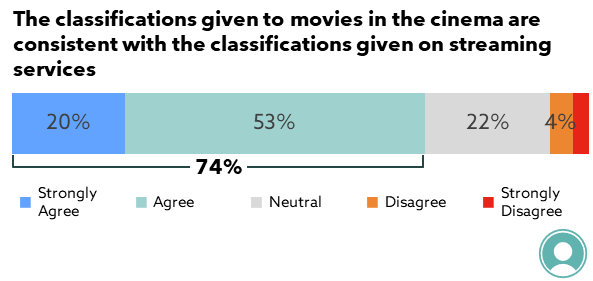 The classifications given to movies in the cinema are
consistent with the classifications given on streaming
services
20%
53%
22%
4%
74%
Strongly
Agree
Agree
Neutral
Disagree
Strongly
Disagree